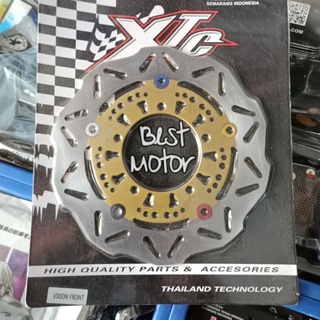 SEMARANG INDONESIA
XTC
Best
Motor
HIGH QUALITY PARTS & ACCESORIES
VIXION FRONT
THAILAND TECHNOLOGY